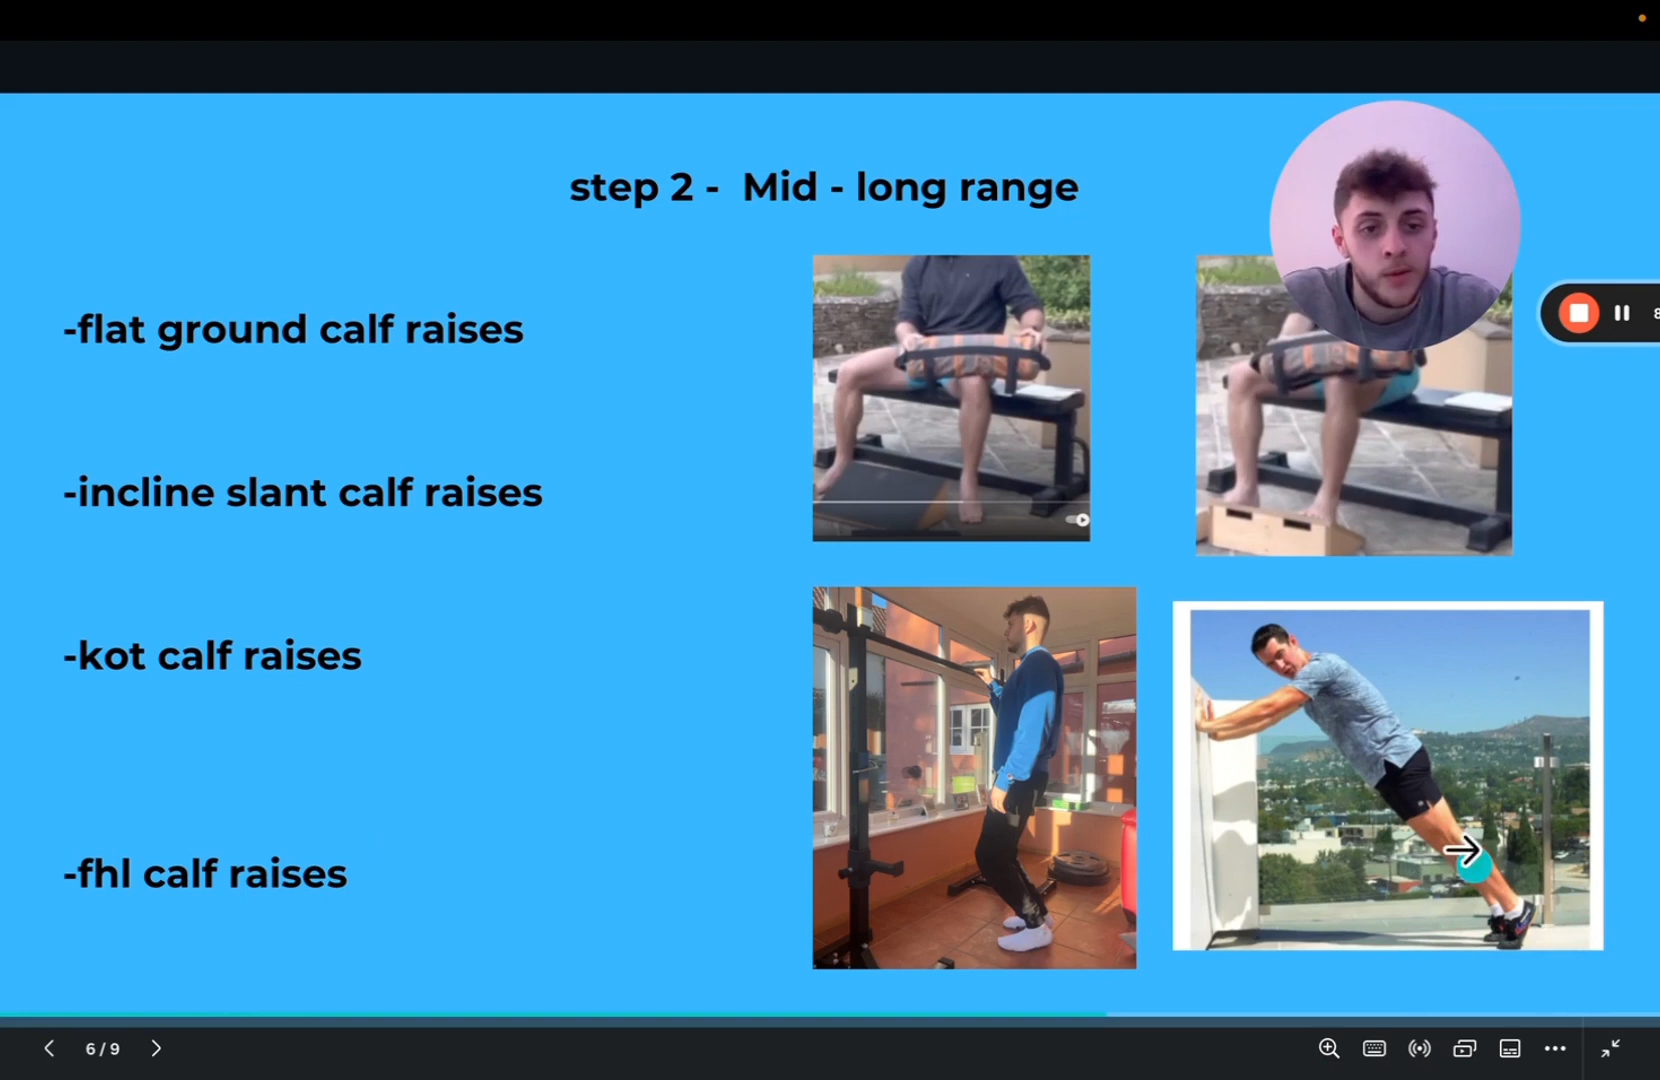 step 2 - Mid - long range
-flat ground calf raises
-incline slant calf raises
-kot calf raises
-fhl calf raises
8
6 / 9